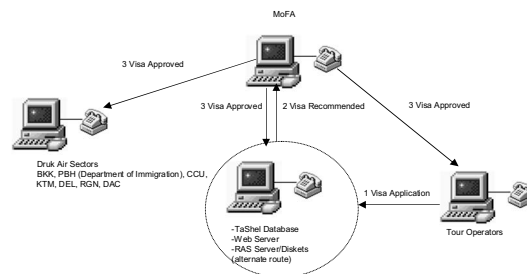 MoFA
3 Visa Approved
3 Visa Approved
2 Visa Recommended
3 Visa Approved
Druk Air Sectors
BKK, PBH (Department of Immigration), CCU,
KTM, DEL, RGN, DAC
1 Visa Application
-TaShel Database
-Web Server
-RAS Server/Diskets
(alternate route)
Tour Operators